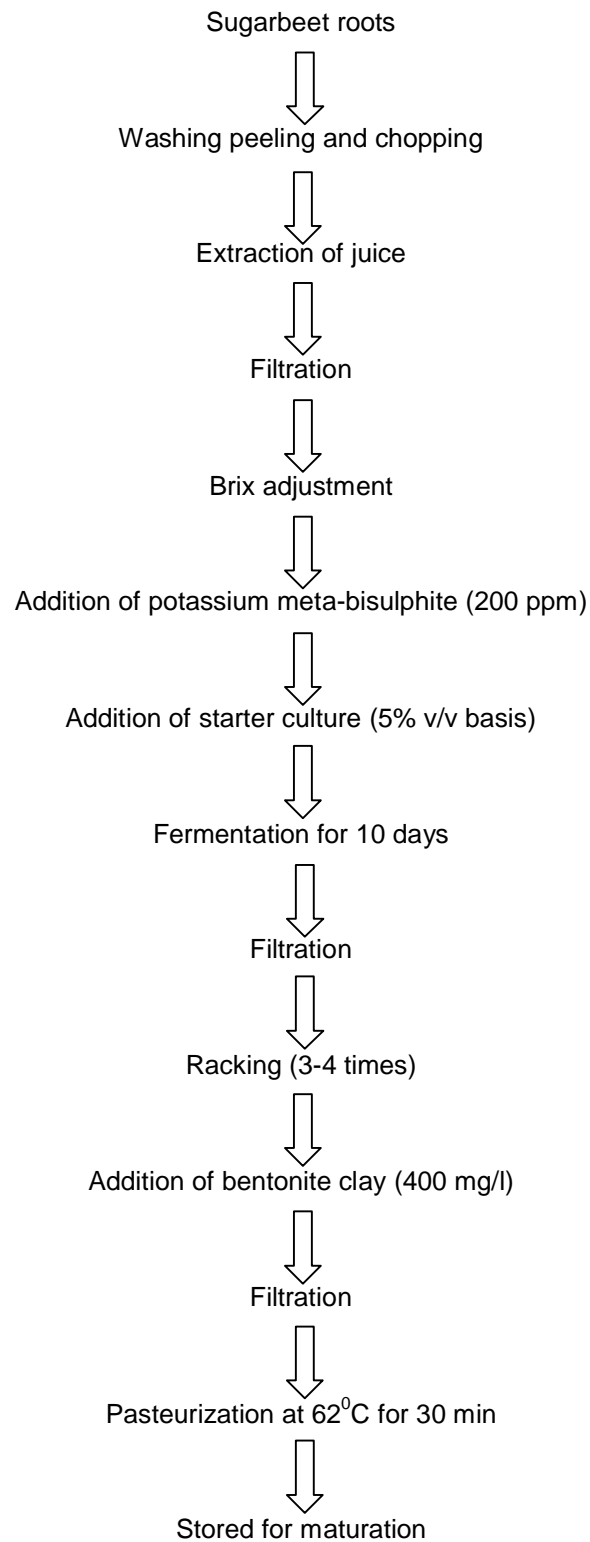 Sugarbeet roots
Washing peeling and chopping
Extraction of juice
Filtration
Brix adjustment
Addition of potassium meta-bisulphite (200 ppm)
Addition of starter culture (5% v/v basis)
Fermentation for 10 days
Filtration
Racking (3-4 times)
Addition of bentonite clay (400 mg/l)
Filtration
Pasteurization at 62⁰C for 30 min
Stored for maturation